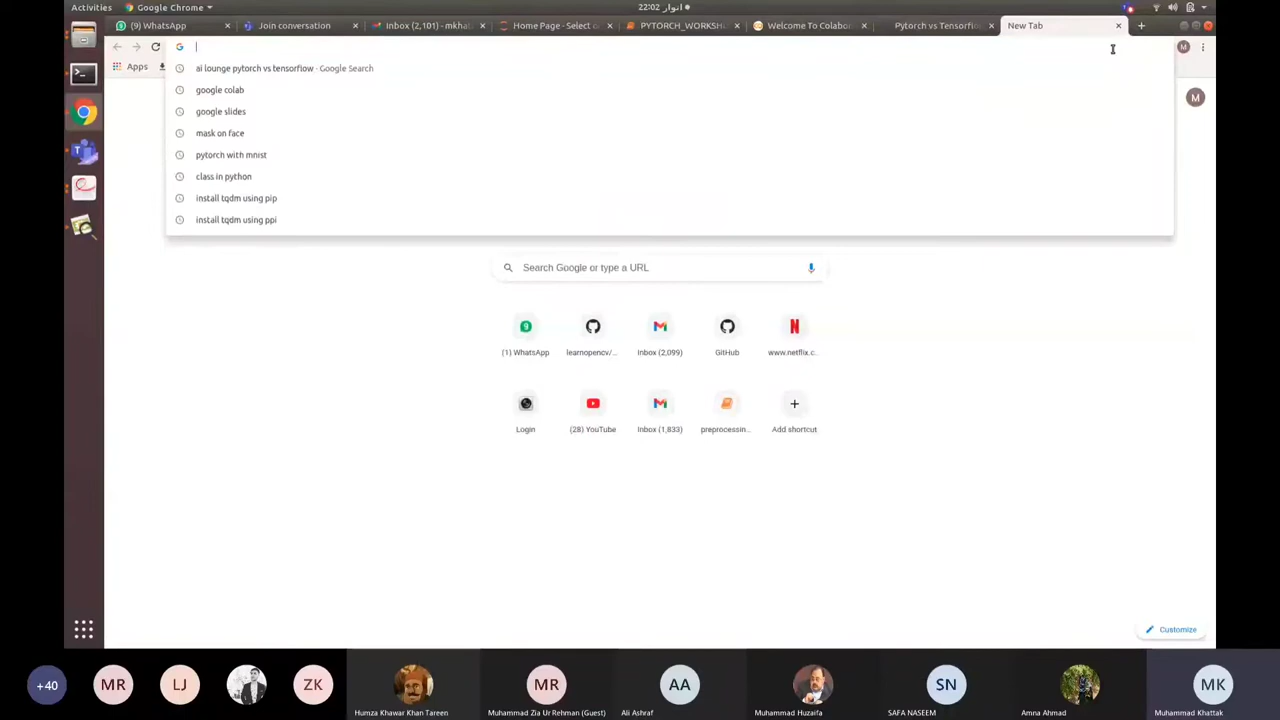 Activities
Google Chrome
22:02 اتوار
(9) WhatsApp
Join conversation
Inbox (2,101) - mkha
Home Page - Select o
PYTORCH_WORKSH
Welcome To Colabor
Pytorch vs Tensorflo
New Tab
M
Apps
ai lounge pytorch vs tensorflow - Google Search
google colab
google slides
mask on face
pytorch with mnist
class in python
install tqdm using pip
install tqdm using ppi
M
Search Google or type a URL
(1) WhatsApp
learnopencv/...
Inbox (2,099)
GitHub
www.netflix.c...
Login
(28) YouTube
Inbox (1,833)
preprocessin...
Add shortcut
Customize
+40
MR
LJ
ZK
MR
AA
SN
MK
Humza Khawar Khan Tareen
Muhammad Zia Ur Rehman (Guest)
Ali Ashraf
Muhammad Huzaifa
SAFA NASEEM
Amna Ahmad
Muhammad Khattak